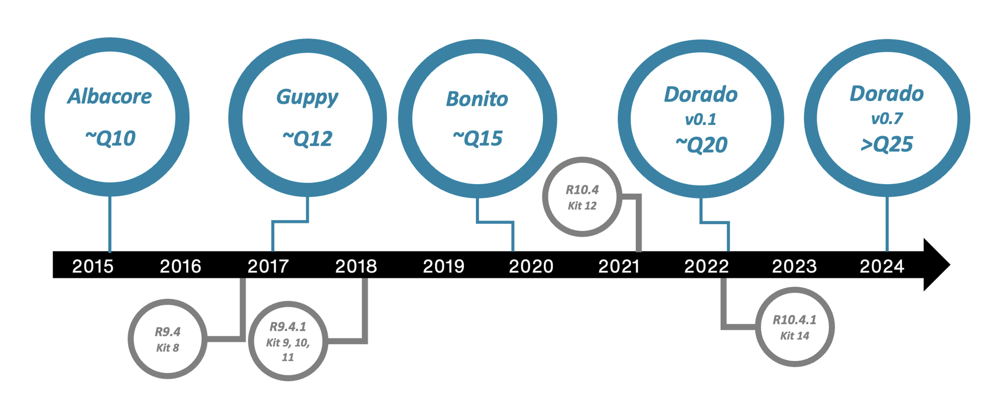 Albacore
~Q10
Guppy
~Q12
Bonito
~Q15
Dorado
v0.1
~Q20
Dorado
v0.7
>Q25
R10.4
Kit 12
2015 2016 2017 2018 2019 2020 2021 2022 2023 2024
R9.4
Kit 8
R9.4.1
Kit 9, 10,
11
R10.4.1
Kit 14